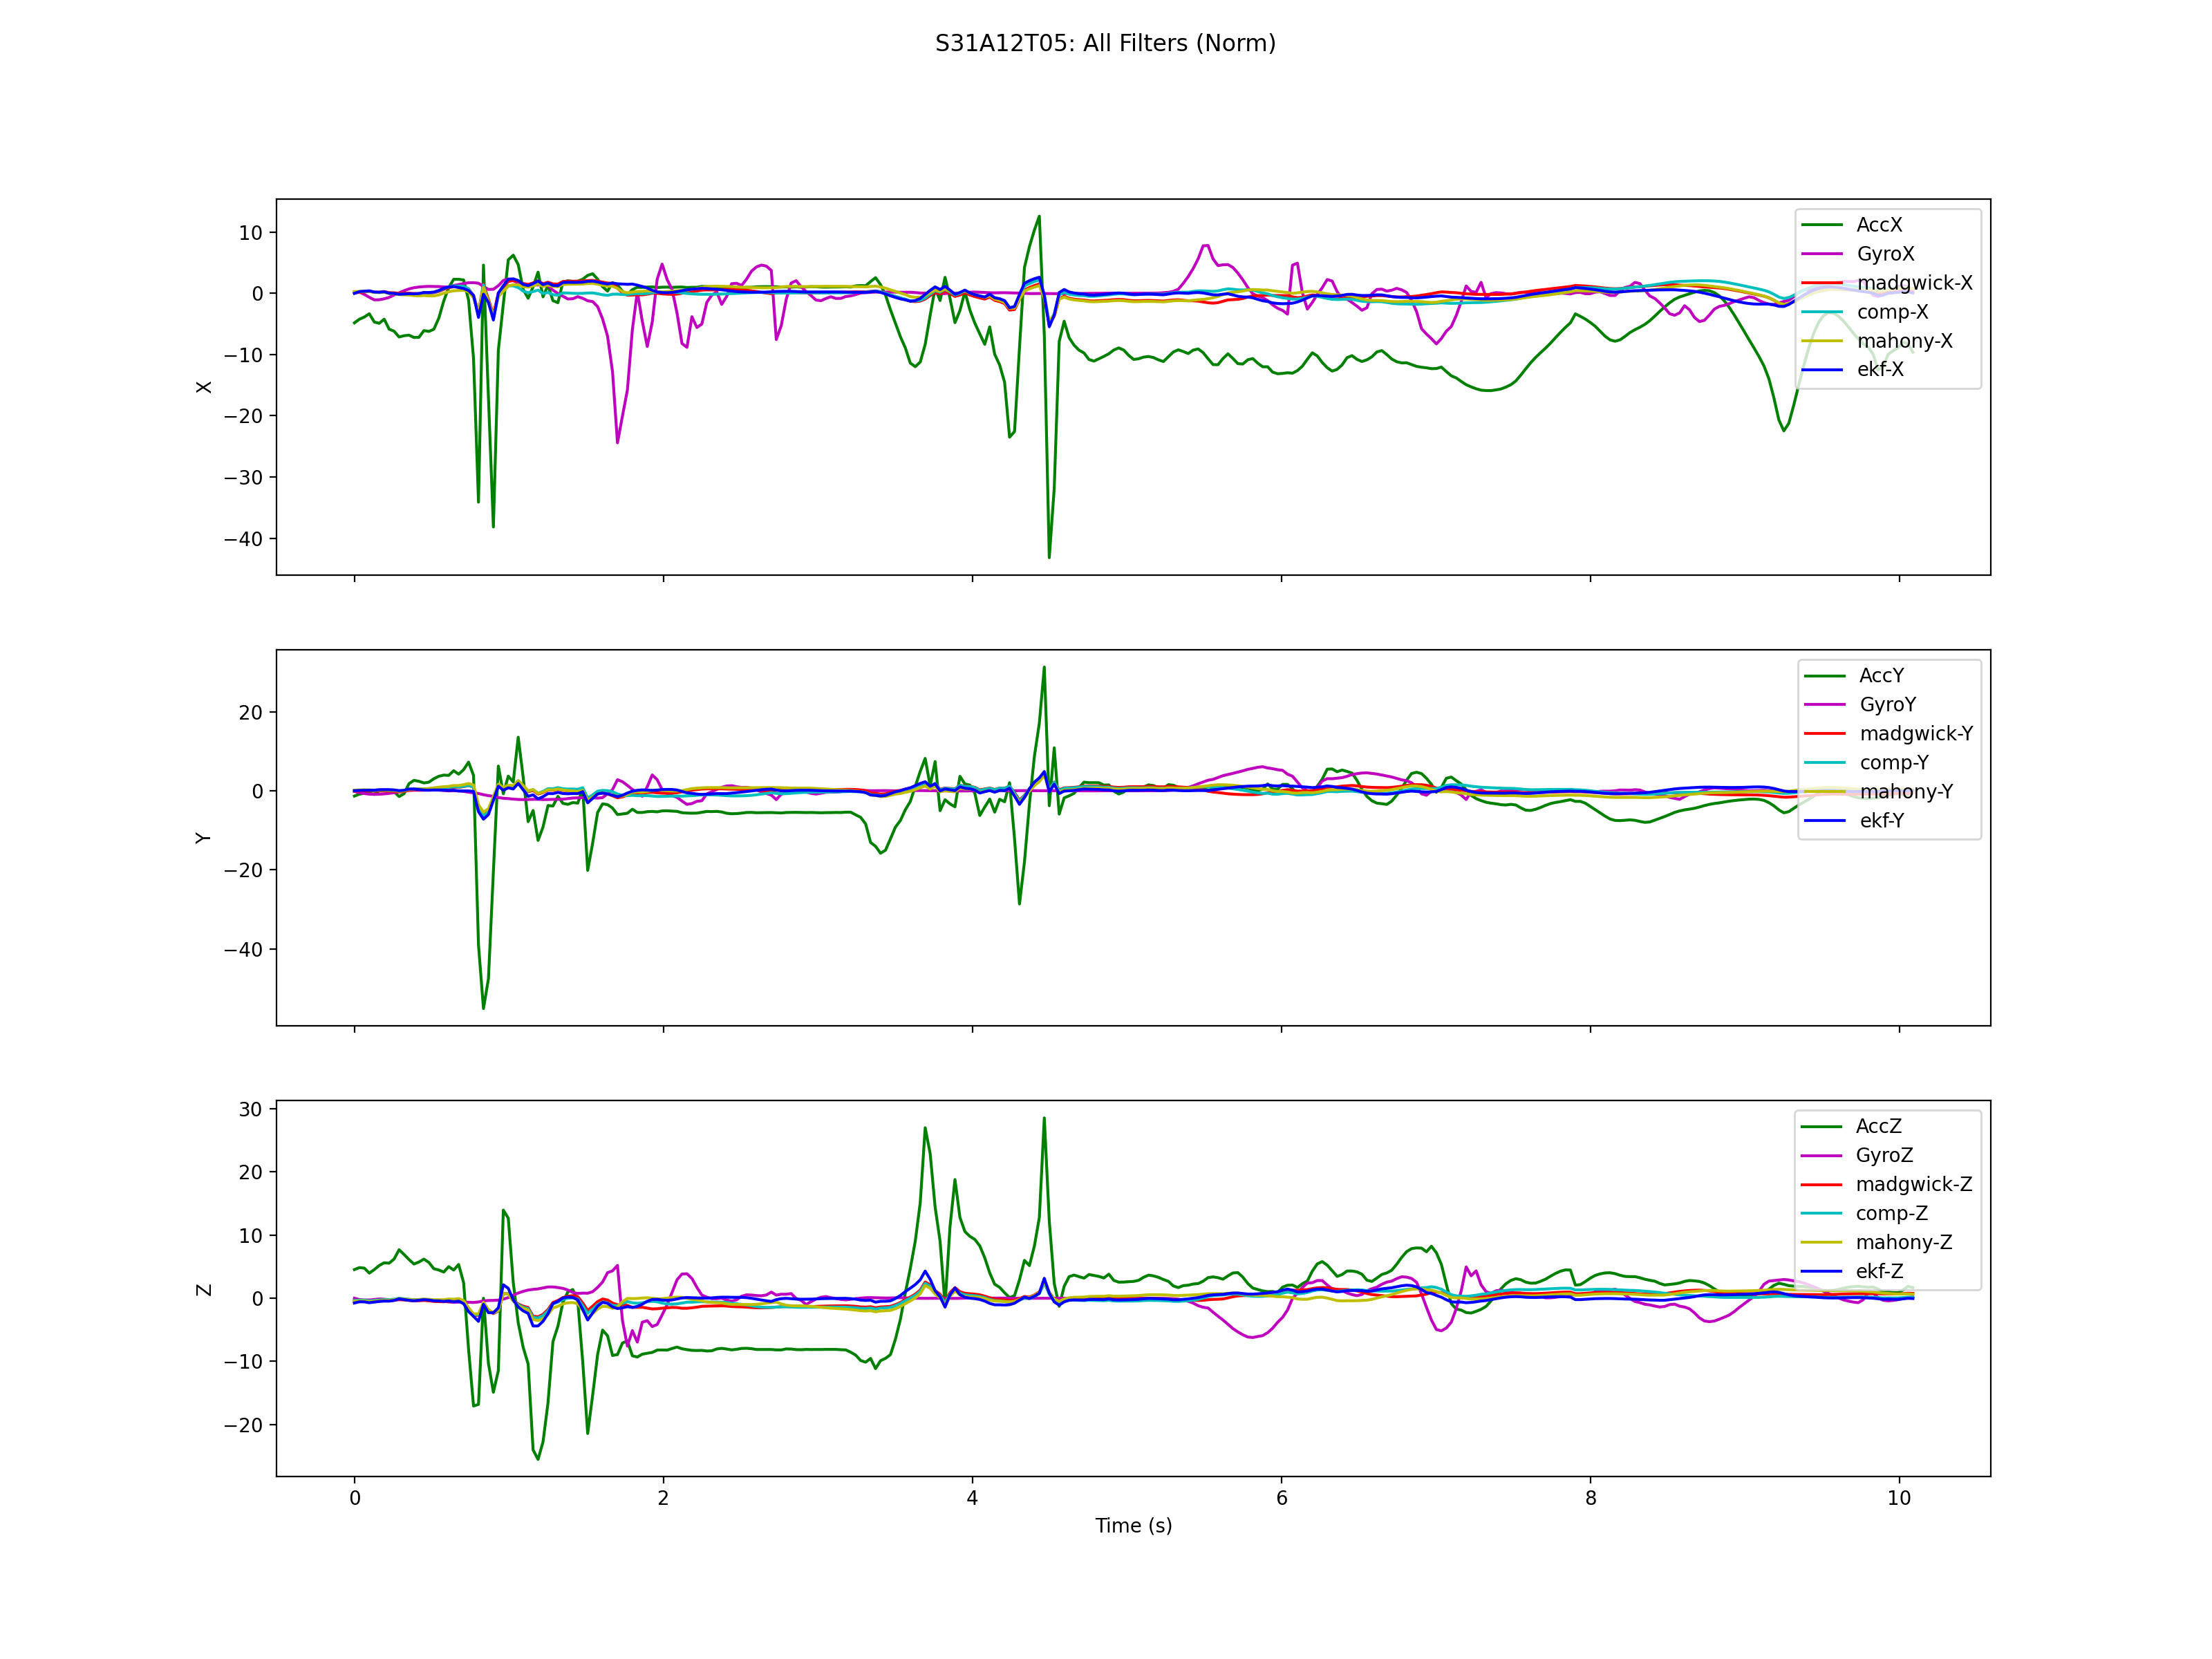 S31A12T05: All Filters (Norm)
10
0
−10
−20
−30
−40
X
AccX
GyroX
madgwick-X
comp-X
mahony-X
ekf-X
20
0
−20
−40
Y
AccY
GyroY
madgwick-Y
comp-Y
mahony-Y
ekf-Y
30
20
10
0
−10
−20
Z
AccZ
GyroZ
madgwick-Z
comp-Z
mahony-Z
ekf-Z
0 2 4 6 8 10
Time (s)